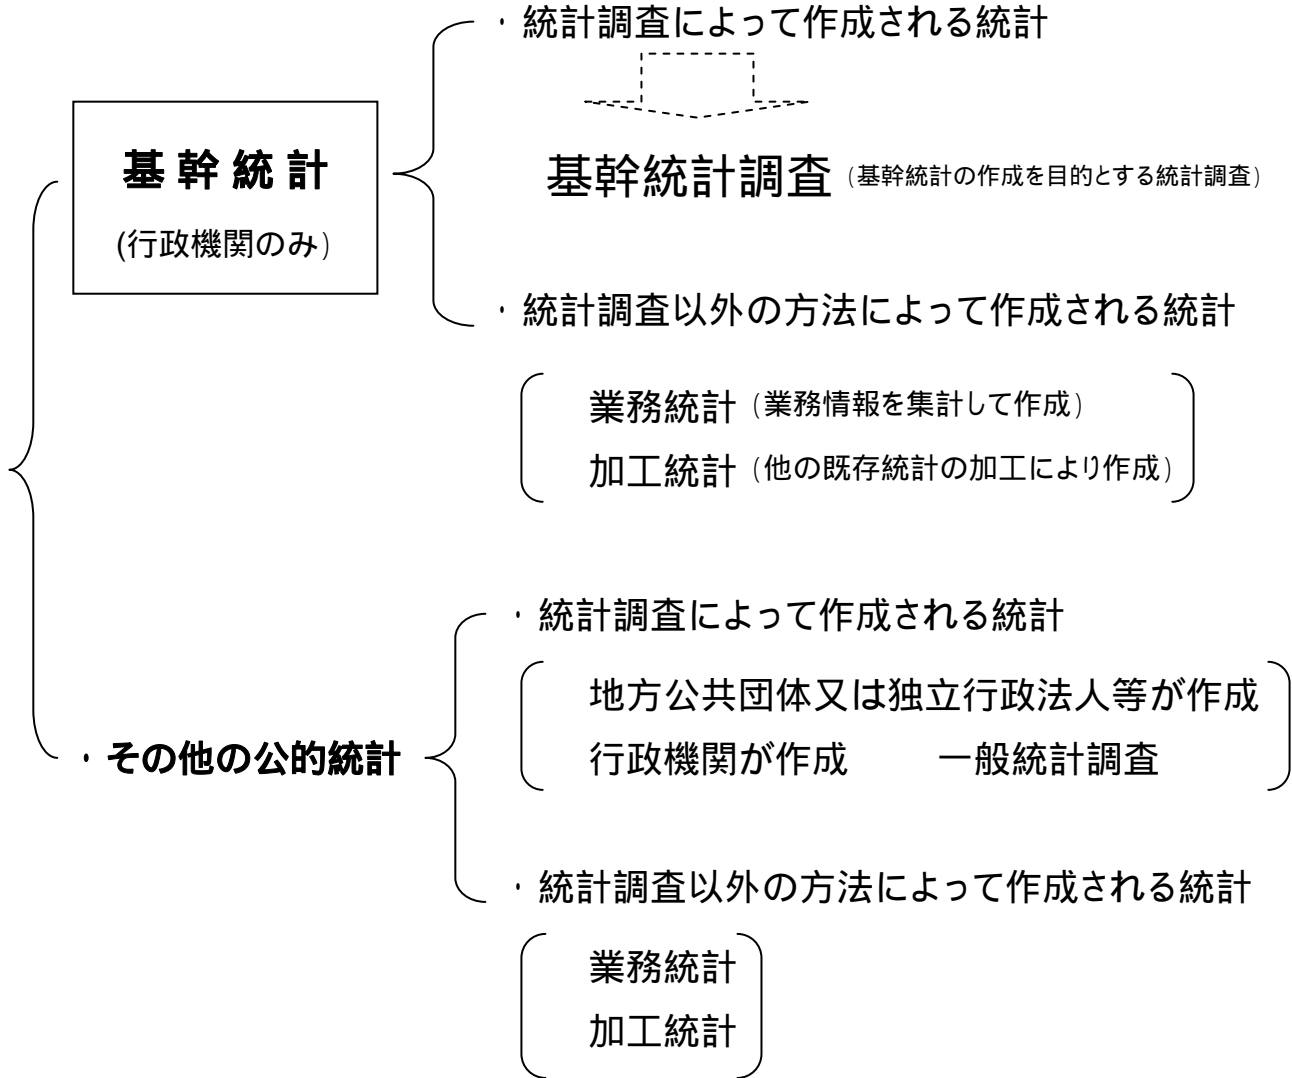 ・統計調査によって作成される統計
基幹統計
(行政機関のみ)
基幹統計調査(基幹統計の作成を目的とする統計調査)
・統計調査以外の方法によって作成される統計
業務統計(業務情報を集計して作成)
加工統計(他の既存統計の加工により作成)
・その他の公的統計
・統計調査によって作成される統計
地方公共団体又は独立行政法人等が作成
行政機関が作成 一般統計調査
・統計調査以外の方法によって作成される統計
業務統計
加工統計